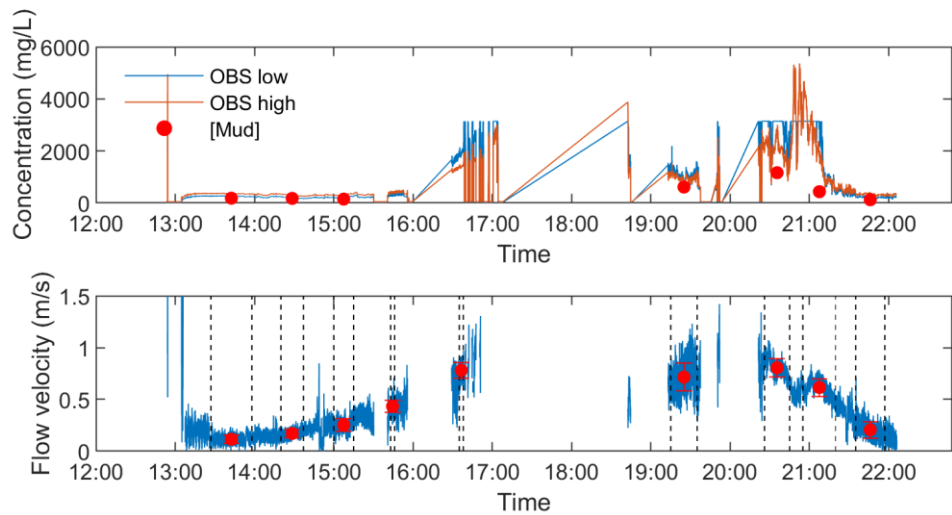 Concentration (mg/L)
6000
4000
2000
0
OBS low
OBS high
[Mud]
12:00 13:00 14:00 15:00 16:00 17:00 18:00 19:00 20:00 21:00 22:00
Time
Flow velocity (m/s)
1.5
1
0.5
0
12:00 13:00 14:00 15:00 16:00 17:00 18:00 19:00 20:00 21:00 22:00
Time